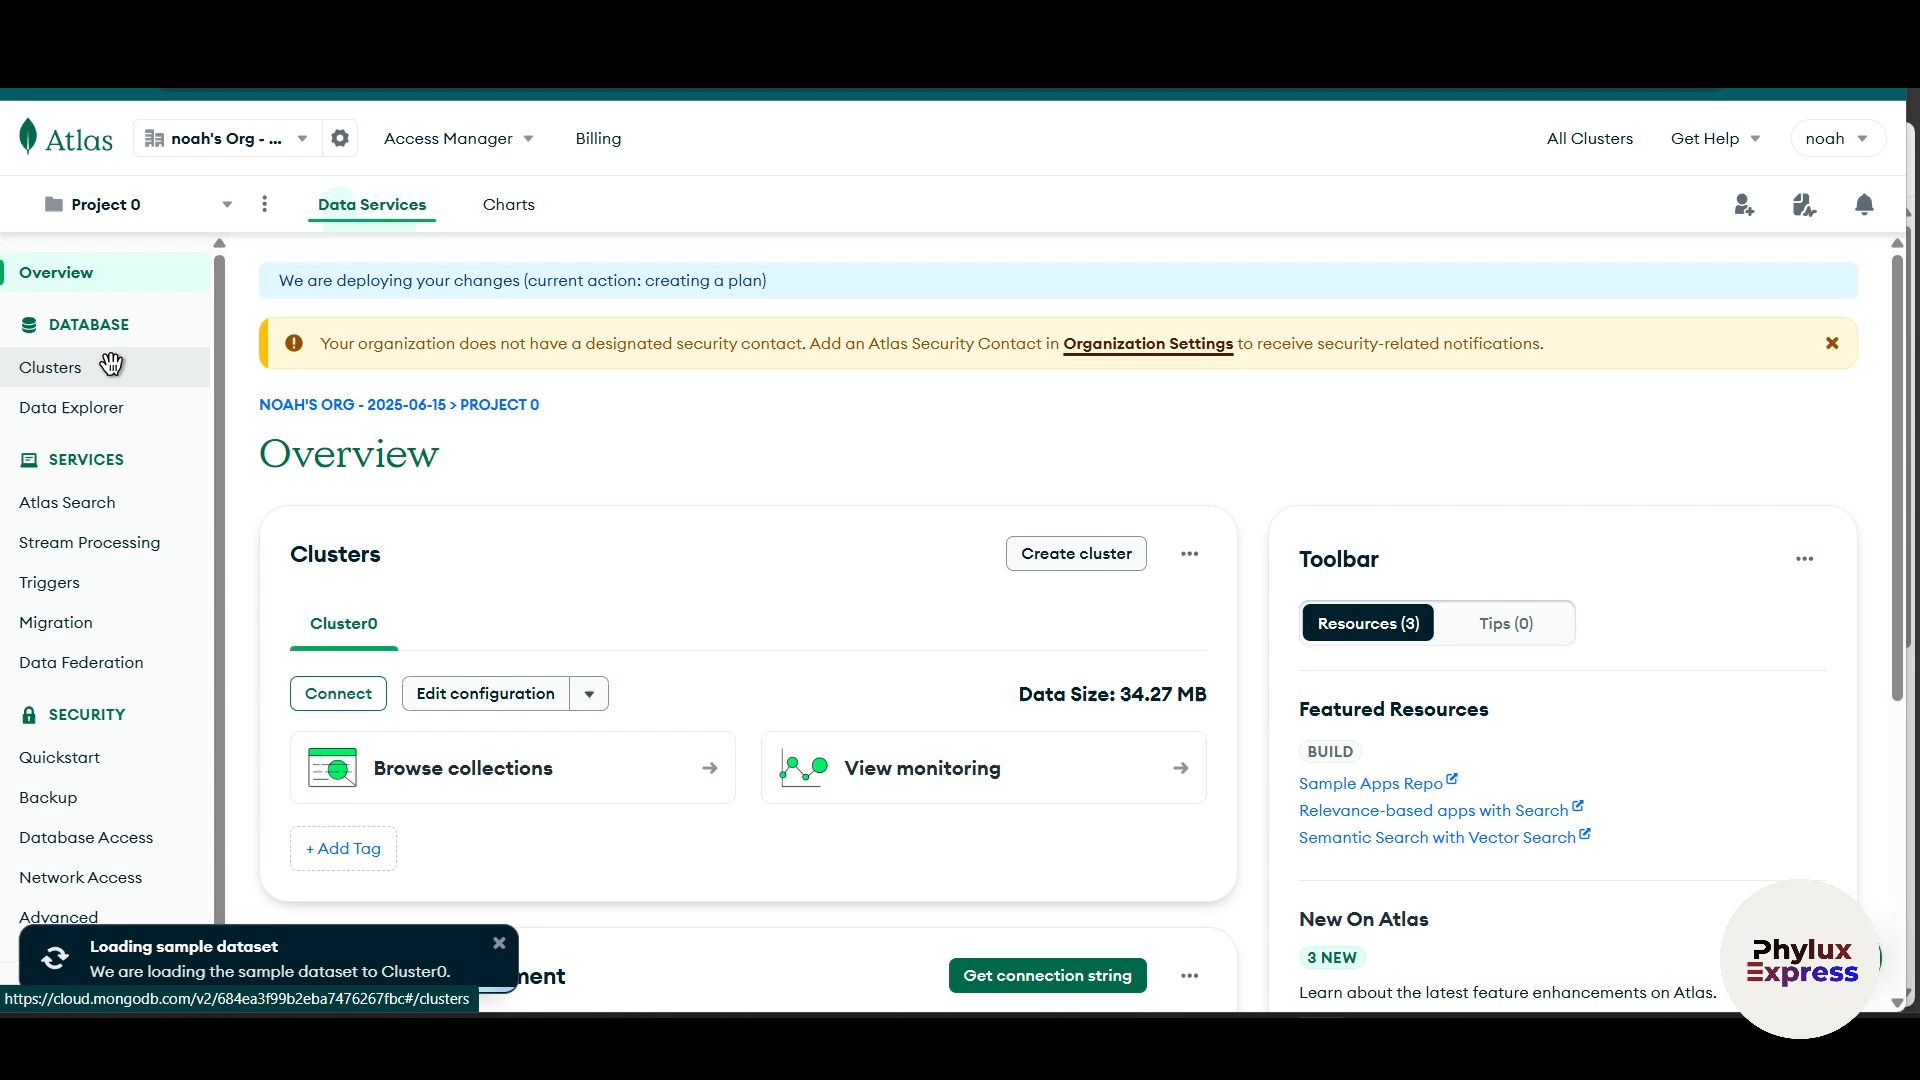 Atlas
noah's Org - ...
Access Manager
Billing
All Clusters
Get Help
noah
Project 0
Data Services
Charts
Overview
DATABASE
Clusters
Data Explorer
SERVICES
Atlas Search
Stream Processing
Triggers
Migration
Data Federation
SECURITY
Quickstart
Backup
Database Access
Network Access
Advanced
We are deploying your changes (current action: creating a plan)
Your organization does not have a designated security contact. Add an Atlas Security Contact in Organization Settings to receive security-related notifications.
NOAH'S ORG - 2025-06-15 > PROJECT 0
Overview
Clusters
Create cluster
Cluster0
Connect
Edit configuration
Data Size: 34.27 MB
Browse collections
View monitoring
+ Add Tag
Get connection string
Toolbar
Resources (3)
Tips (0)
Featured Resources
BUILD
Sample Apps Repo
Relevance-based apps with Search
Semantic Search with Vector Search
New On Atlas
3 NEW
Learn about the latest feature enhancements on Atlas.
Loading sample dataset
We are loading the sample dataset to Cluster0.
https://cloud.mongodb.com/v2/684ea3f99b2eba7476267fbc#/clusters
Phylux
Express